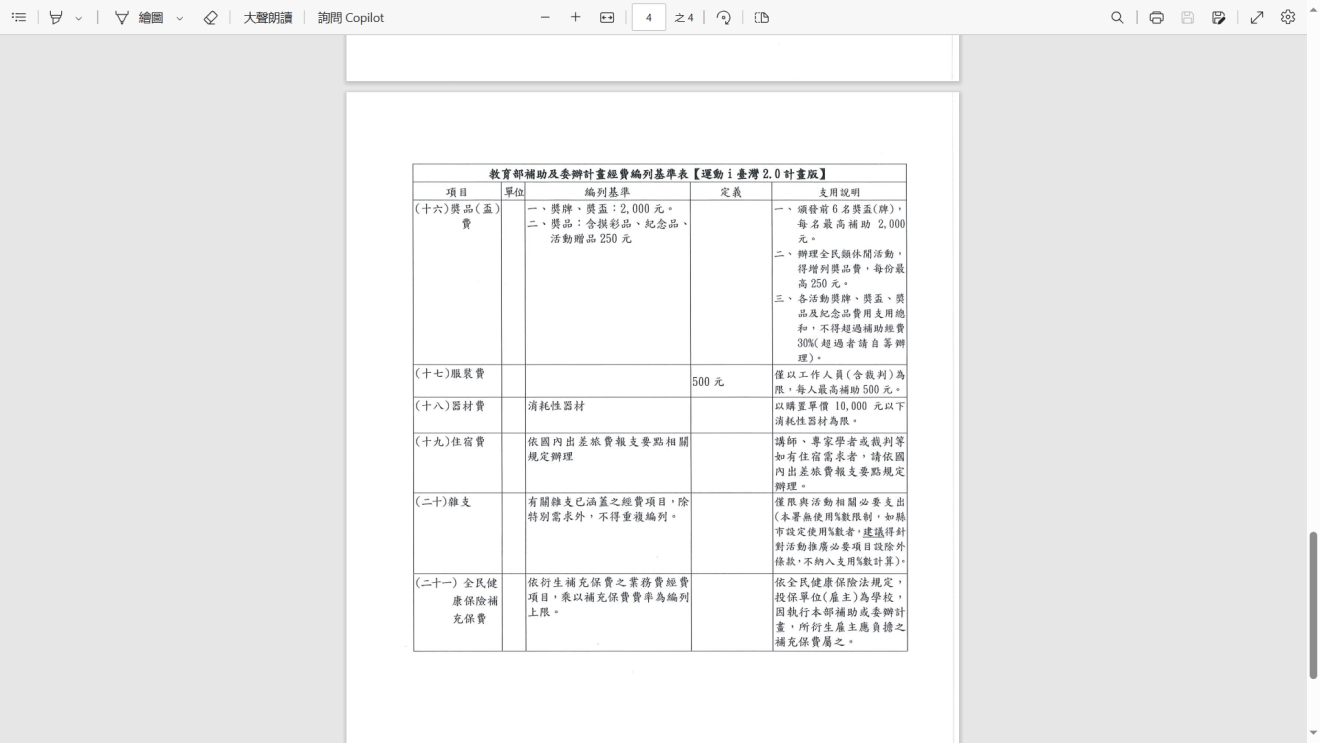 繪圖
大聲朗讀
詢問 Copilot
4
之 4
教育部補助及委辦計畫經費編列基準表【運動 i 臺灣 2.0 計畫版】
項目 單位 編列基準 定義 支用說明
(十六)獎品(盃)
費
一、獎牌、獎盃：2,000 元。
二、獎品：含摸彩品、紀念品、
活動贈品 250 元
一、 頒發前 6 名獎盃(牌)，
每名最高補助 2,000
元。
二、 辦理全民類休閒活動，
得增列獎品費，每份最
高 250 元。
三、 各活動獎牌、獎盃、獎
品及紀念品費用支用總
和，不得超過補助經費
30%(超過者請自籌辦
理)。
(十七)服裝費
500 元
僅以工作人員(含裁判)為
限，每人最高補助 500 元。
(十八)器材費
消耗性器材
以購置單價 10,000 元以下
消耗性器材為限。
(十九)住宿費
依國內出差旅費報支要點相關
規定辦理
講師、專家學者或裁判等
如有住宿需求者，請依國
內出差旅費報支要點規定
辦理。
(二十)雜支
有關雜支已涵蓋之經費項目，除
特別需求外，不得重複編列。
僅限與活動相關必要支出
(本署無使用%數限制，如縣
市設定使用%數者，建議得針
對活動推廣必要項目設除外
條款，不納入支用%數計算)。
(二十一) 全民健
康保險補
充保費
依衍生補充保費之業務費經費
項目，乘以補充保費費率為編列
上限。
依全民健康保險法規定，
投保單位(雇主)為學校，
因執行本部補助或委辦計
畫，所衍生雇主應負擔之
補充保費屬之。